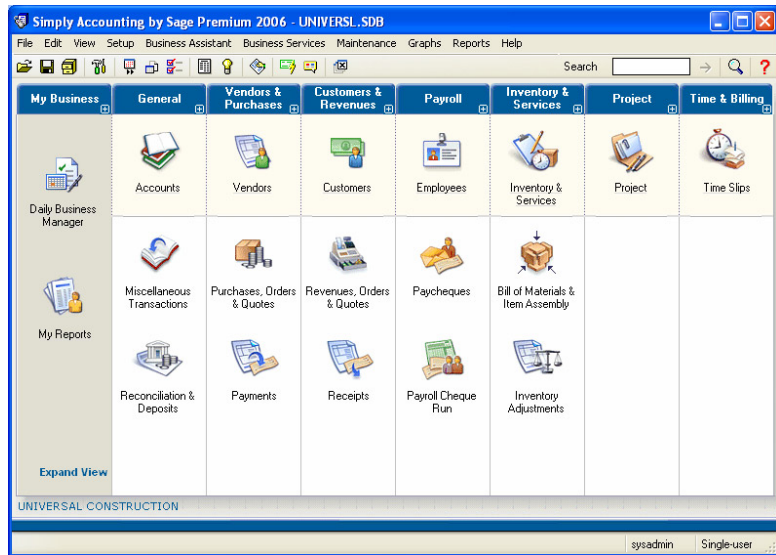 Simply Accounting by Sage Premium 2006 - UNIVERSL.SDB
File Edit View Setup Business Assistant Business Services Maintenance Graphs Reports Help
Search
My Business
General
Vendors &
Purchases
Customers &
Revenues
Payroll
Inventory &
Services
Project
Time & Billing
Accounts
Vendors
Customers
Employees
Inventory &
Services
Project
Time Slips
Daily Business
Manager
Miscellaneous
Transactions
Purchases, Orders
& Quotes
Revenues, Orders
& Quotes
Paycheques
Bill of Materials &
Item Assembly
My Reports
Reconciliation &
Deposits
Payments
Receipts
Payroll Cheque
Run
Inventory
Adjustments
Expand View
UNIVERSAL CONSTRUCTION
sysadmin
Single-user